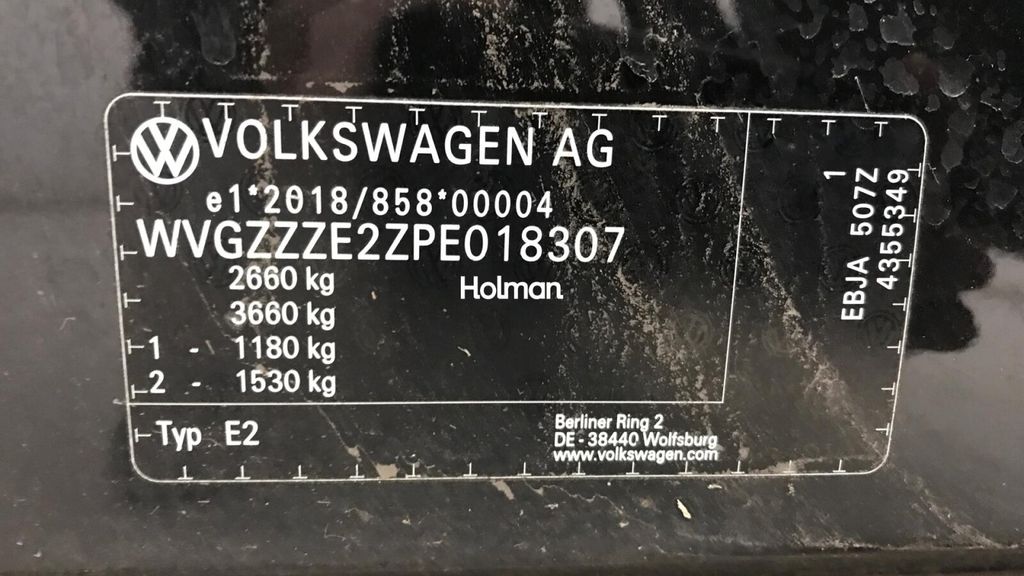 VOLKSWAGEN AG
e1*2018/858*00004
WVGZZZE2ZPE018307
2660 kg
Holman
3660 kg
1 - 1180 kg
2 - 1530 kg
Typ E2
Berliner Ring 2
DE - 38440 Wolfsburg
www.volkswagen.com
1
EBJA 507Z
4355349